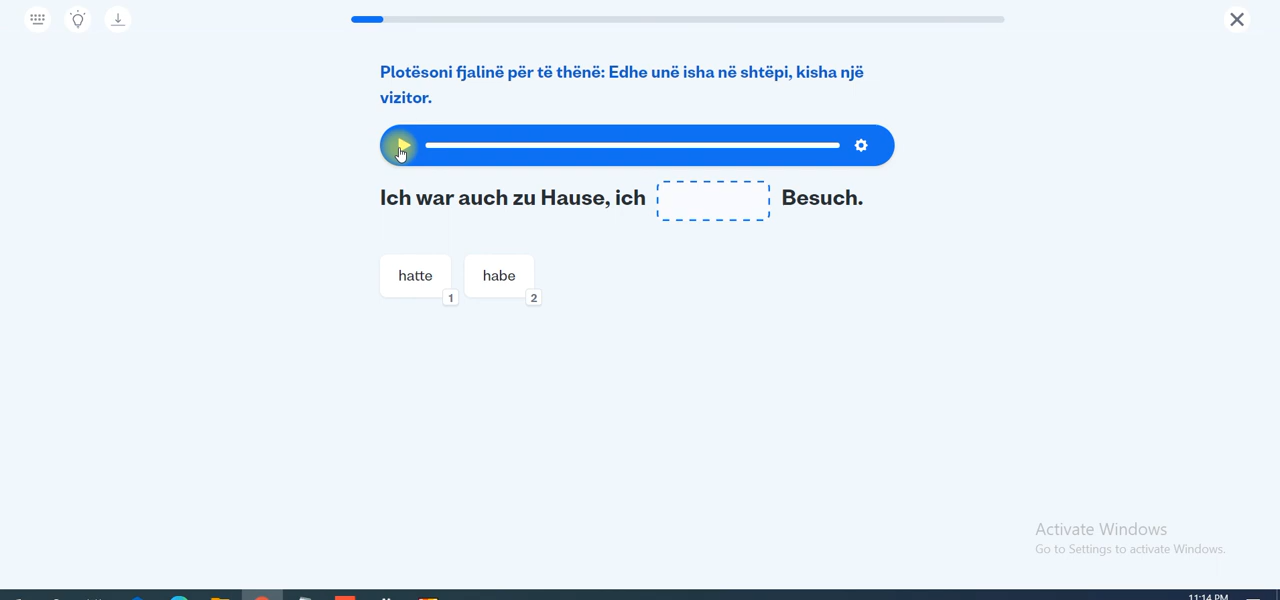 Plotësoni fjalinë për të thënë: Edhe unë isha në shtëpi, kisha një
vizitor.
Ich war auch zu Hause, ich Besuch.
hatte
1
habe
2
Activate Windows
Go to Settings to activate Windows.
11:14 PM